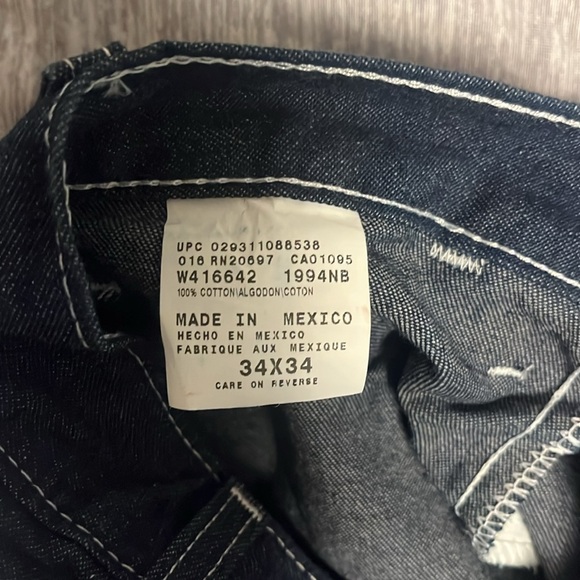 UPC 029311088538
016 RN20697 CA01095
W416642 1994NB
100% COTTON\ALGODON\COTON
MADE IN MEXICO
HECHO EN MEXICO
FABRIQUE AUX MEXIQUE
34X34
CARE ON REVERSE